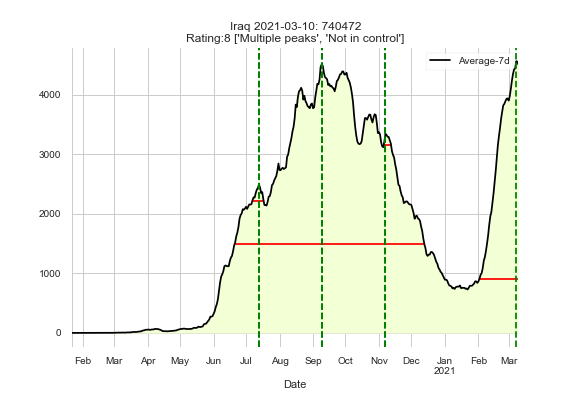 Iraq 2021-03-10: 740472
Rating:8 ['Multiple peaks', 'Not in control']
Average-7d
4000
3000
2000
1000
0
Feb Mar Apr May Jun Jul Aug Sep Oct Nov Dec Jan Feb Mar
2021
Date